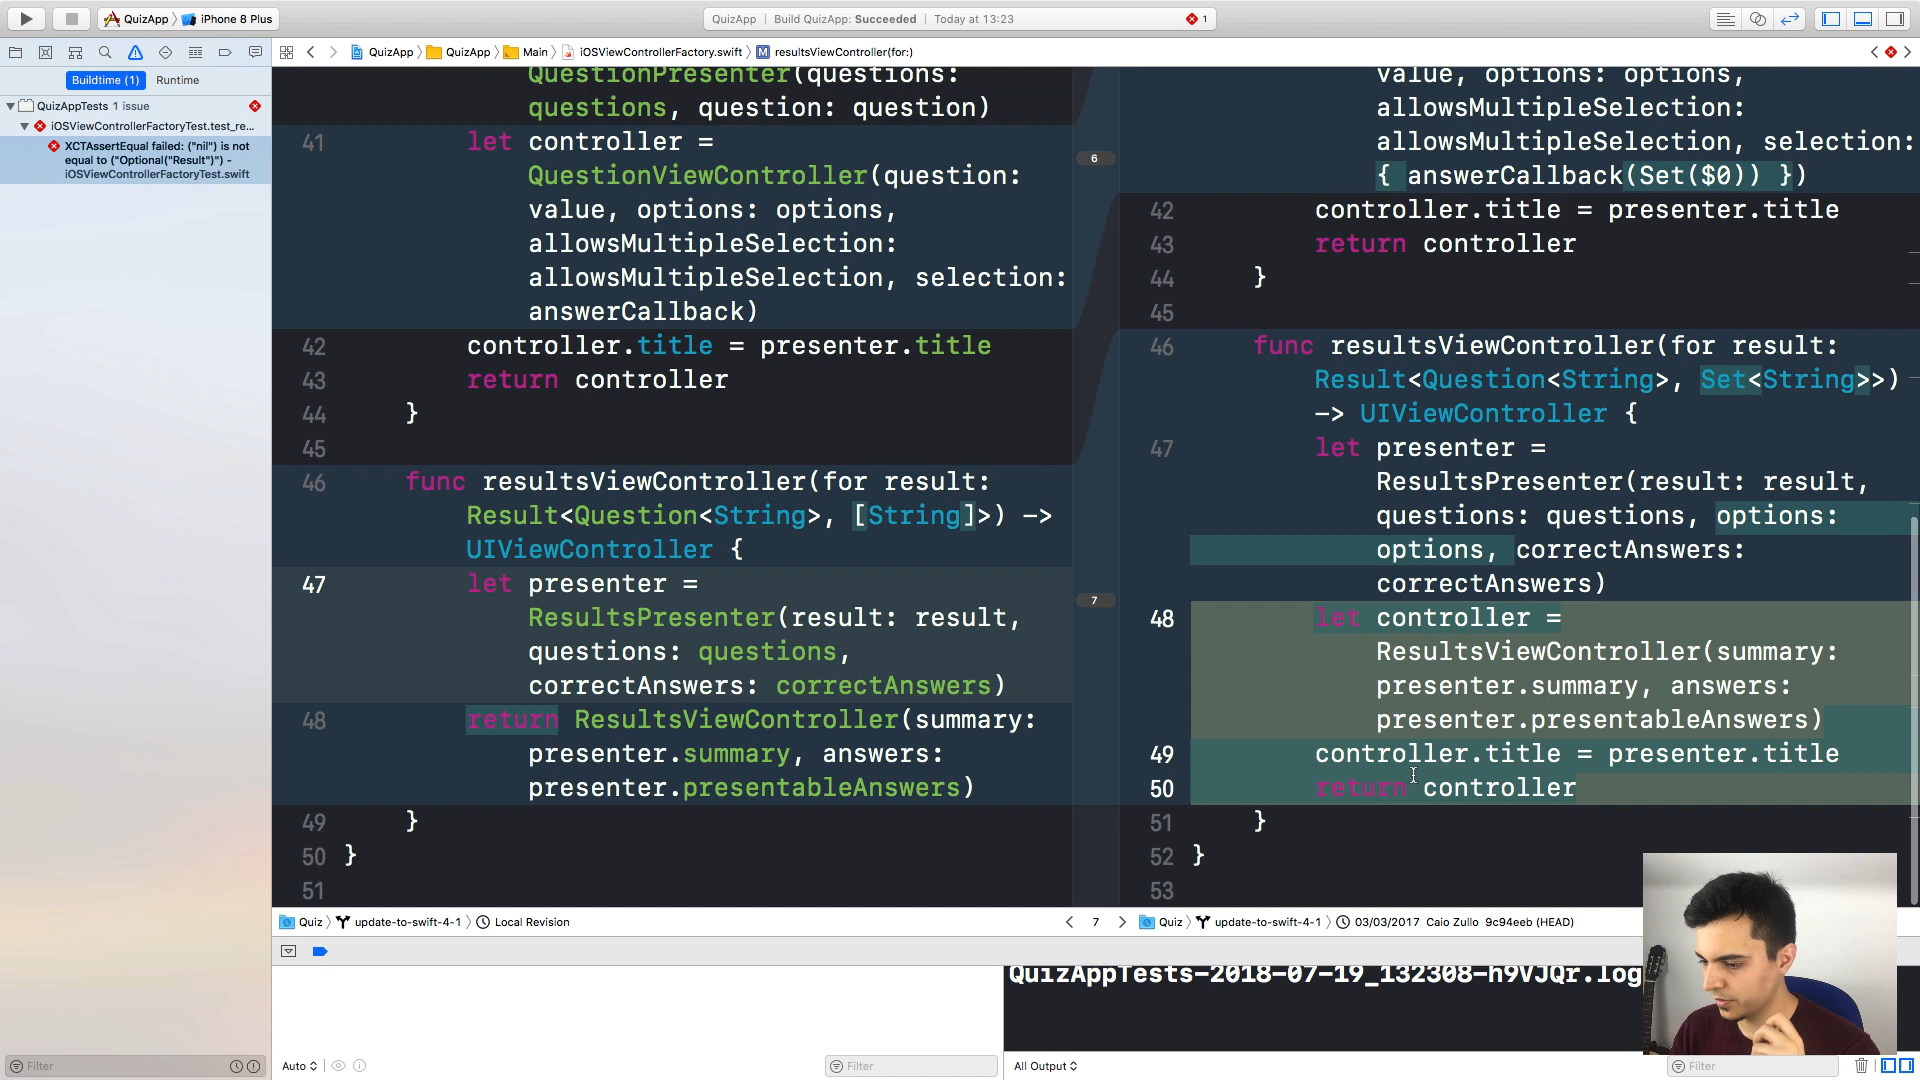 QuizApp iPhone 8 Plus
QuizApp | Build QuizApp: Succeeded | Today at 13:23 1
QuizApp QuizApp Main iOSViewControllerFactory.swift M resultsViewController(for:)
Buildtime (1) Runtime
QuizAppTests 1 issue
iOSViewControllerFactoryTest.test_re...
XCTAssertEqual failed: ("nil") is not
equal to ("Optional("Result")") -
iOSViewControllerFactoryTest.swift
Filter
QuestionPresenter(questions:
questions, question: question)
41 let controller =
QuestionViewController(question:
value, options: options,
allowsMultipleSelection:
allowsMultipleSelection, selection:
answerCallback)
42 controller.title = presenter.title
43 return controller
44 }
45
46 func resultsViewController(for result:
Result<Question<String>, [String]>) ->
UIViewController {
47 let presenter =
ResultsPresenter(result: result,
questions: questions,
correctAnswers: correctAnswers)
48 return ResultsViewController(summary:
presenter.summary, answers:
presenter.presentableAnswers)
49 }
50 }
51
6
7
value, options: options,
allowsMultipleSelection:
allowsMultipleSelection, selection:
{ answerCallback(Set($0)) })
42 controller.title = presenter.title
43 return controller
44 }
45
46 func resultsViewController(for result:
Result<Question<String>, Set<String>>)
-> UIViewController {
47 let presenter =
ResultsPresenter(result: result,
questions: questions, options:
options, correctAnswers:
correctAnswers)
48 let controller =
ResultsViewController(summary:
presenter.summary, answers:
presenter.presentableAnswers)
49 controller.title = presenter.title
50 return controller
51 }
52 }
53
Quiz update-to-swift-4-1 Local Revision
7
Quiz update-to-swift-4-1 03/03/2017 Caio Zullo 9c94eeb (HEAD)
QuizAppTests-2018-07-19_132308-h9VJQr.log
Auto
Filter
All Output
Filter